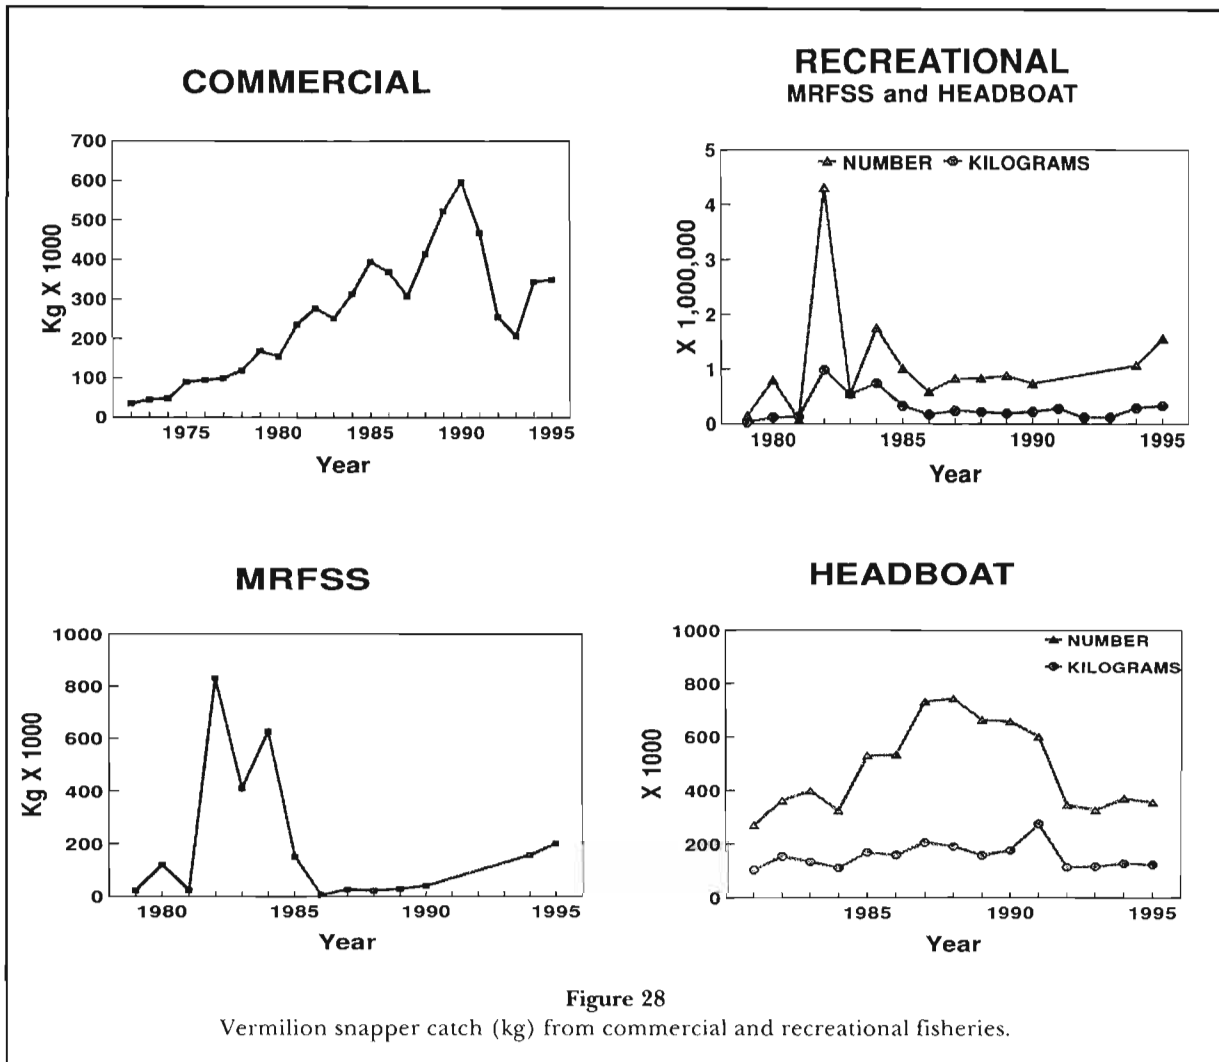 COMMERCIAL
700
600
500
400
300
200
100
0
Kg X 1000
1975 1980 1985 1990 1995
Year
RECREATIONAL
MRFSS and HEADBOAT
NUMBER KILOGRAMS
5
4
3
2
1
0
X 1,000,000
1980 1985 1990 1995
Year
MRFSS
1000
800
600
400
200
0
Kg X 1000
1980 1985 1990 1995
Year
HEADBOAT
NUMBER
KILOGRAMS
1000
800
600
400
200
0
X 1000
1985 1990 1995
Year
Figure 28
Vermilion snapper catch (kg) from commercial and recreational fisheries.